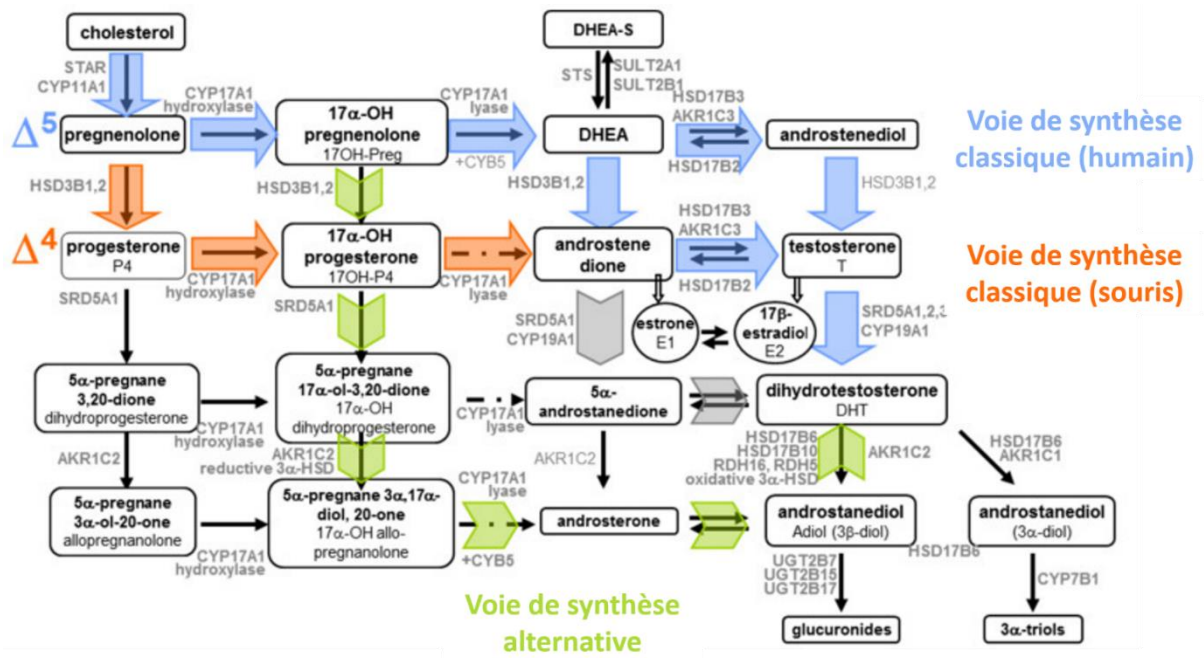 cholesterol
DHEA-S
STAR
CYP11A1
STS
SULT2A1
SULT2B1
CYP17A1
hydroxylase
CYP17A1
lyase
HSD17B3
AKR1C3
Δ5
pregnenolone
17α-OH
pregnenolone
17OH-Preg
+CYB5
DHEA
HSD17B2
androstenediol
Voie de synthèse
classique (humain)
HSD3B1,2
HSD3B1,2
HSD3B1,2
HSD3B1,2
Δ4
progesterone
P4
CYP17A1
hydroxylase
17α-OH
progesterone
17OH-P4
CYP17A1
lyase
androstene
dione
HSD17B3
AKR1C3
HSD17B2
testosterone
T
Voie de synthèse
classique (souris)
SRD5A1
SRD5A1
SRD5A1
CYP19A1
estrone
E1
17β-
estradiol
E2
SRD5A1,2,3
CYP19A1
5α-pregnane
3,20-dione
dihydroprogesterone
CYP17A1
hydroxylase
5α-pregnane
17α-ol-3,20-dione
17α-OH
dihydroprogesterone
CYP17A1
lyase
5α-
androstanedione
dihydrotestosterone
DHT
AKR1C2
AKR1C2
reductive 3α-HSD
AKR1C2
HSD17B6
HSD17B10
RDH16, RDH5
oxidative 3α-HSD
AKR1C2
HSD17B6
AKR1C1
5α-pregnane
3α-ol-20-one
allopregnanolone
CYP17A1
hydroxylase
5α-pregnane 3α,17α-
diol, 20-one
17α-OH allo-
pregnanolone
CYP17A1
lyase
+CYB5
androsterone
androstanediol
Adiol (3β-diol)
HSD17B6
androstanediol
(3α-diol)
UGT2B7
UGT2B15
UGT2B17
CYP7B1
Voie de synthèse
alternative
glucuronides
3α-triols